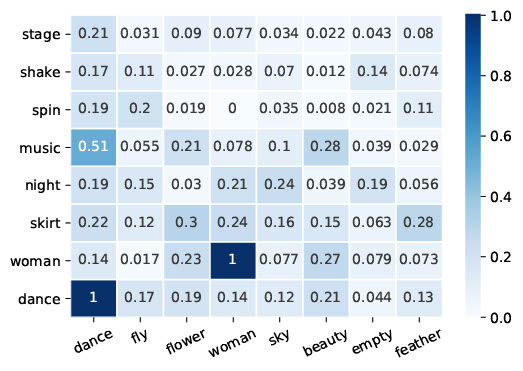 stage 0.21 0.031 0.09 0.077 0.022 0.034 0.043 0.08
shake 0.17 0.11 0.027 0.028 0.07 0.012 0.14 0.074
spin 0.19 0.2 0.019 0 0.035 0.008 0.021 0.11
music 0.51 0.055 0.21 0.078 0.1 0.28 0.039 0.029
night 0.19 0.15 0.03 0.21 0.24 0.039 0.19 0.056
skirt 0.22 0.12 0.3 0.24 0.16 0.15 0.063 0.28
woman 0.14 0.017 0.23 1 0.077 0.27 0.079 0.073
dance 1 0.17 0.19 0.14 0.12 0.21 0.044 0.13
dance fly flower woman sky beauty empty feather
1.0
0.8
0.6
0.4
0.2
0.0